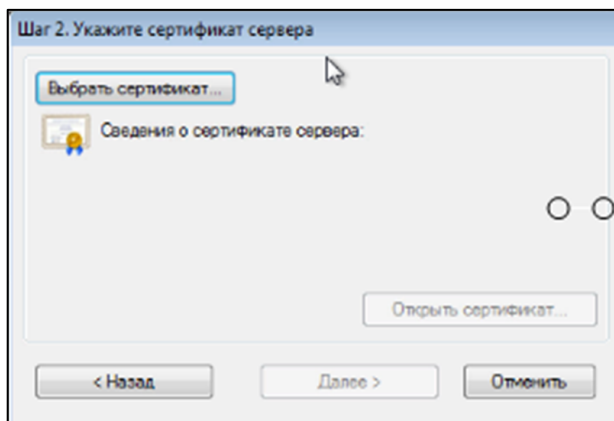 Шаг 2. Укажите сертификат сервера
Выбрать сертификат...
Сведения о сертификате сервера:
Открыть сертификат...
< Назад
Далее >
Отменить